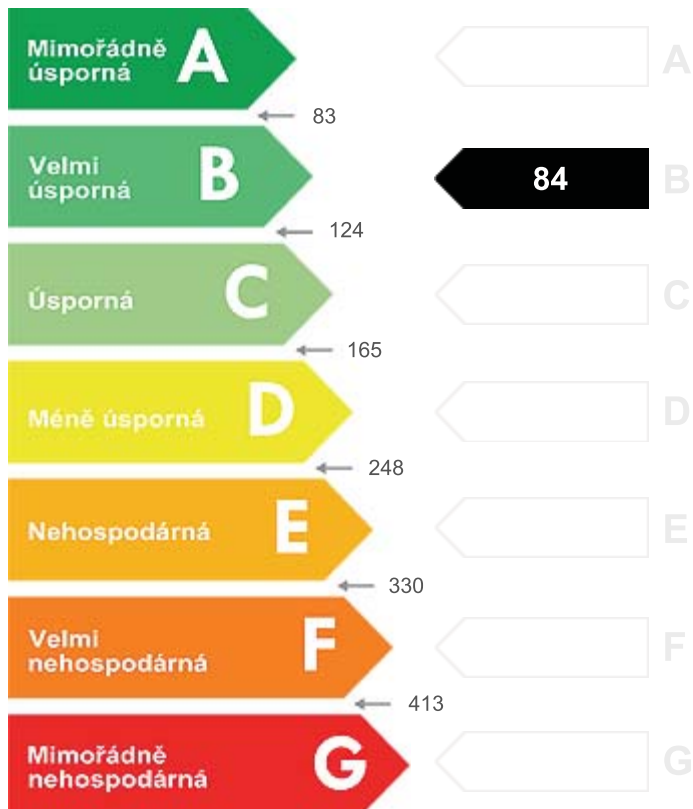 Mimořádně
úsporná
A
A
83
Velmi
úsporná
B
84
B
124
Úsporná
C
C
165
Méně úsporná
D
D
248
Nehospodárná
E
E
330
Velmi
nehospodárná
F
F
413
Mimořádně
nehospodárná
G
G